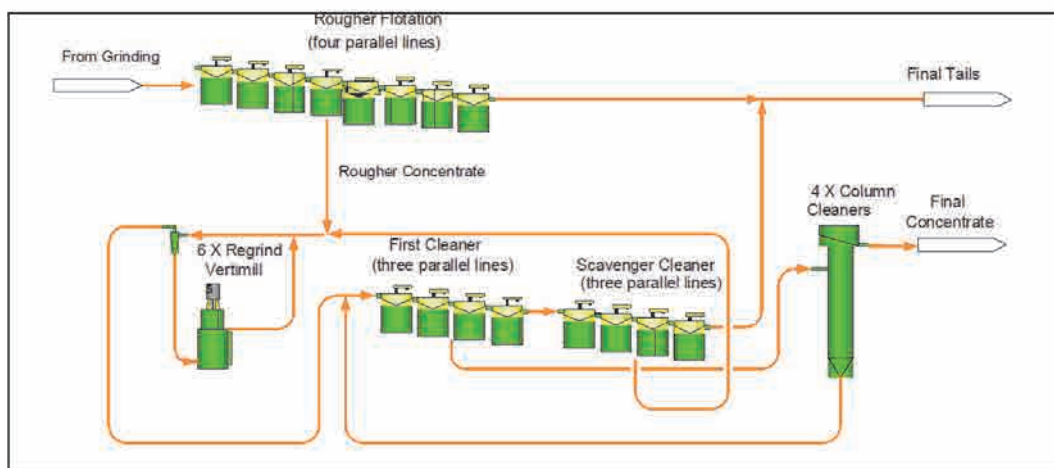 Rougher Flotation
(four parallel lines)
From Grinding
Final Tails
Rougher Concentrate
4 X Column
Cleaners
Final
Concentrate
6 X Regrind
Vertimill
First Cleaner
(three parallel lines)
Scavenger Cleaner
(three parallel lines)